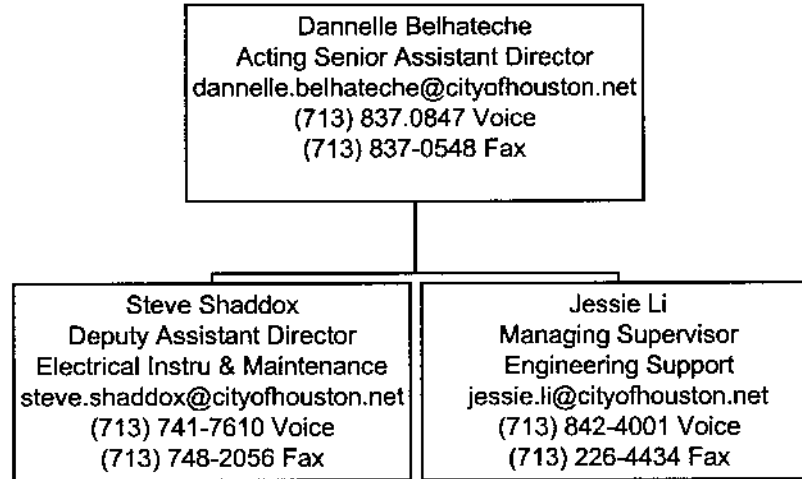 Dannelle Belhateche
Acting Senior Assistant Director
dannelle.belhateche@cityofhouston.net
(713) 837.0847 Voice
(713) 837-0548 Fax
Steve Shaddox
Deputy Assistant Director
Electrical Instru & Maintenance
steve.shaddox@cityofhouston.net
(713) 741-7610 Voice
(713) 748-2056 Fax
Jessie Li
Managing Supervisor
Engineering Support
jessie.li@cityofhouston.net
(713) 842-4001 Voice
(713) 226-4434 Fax